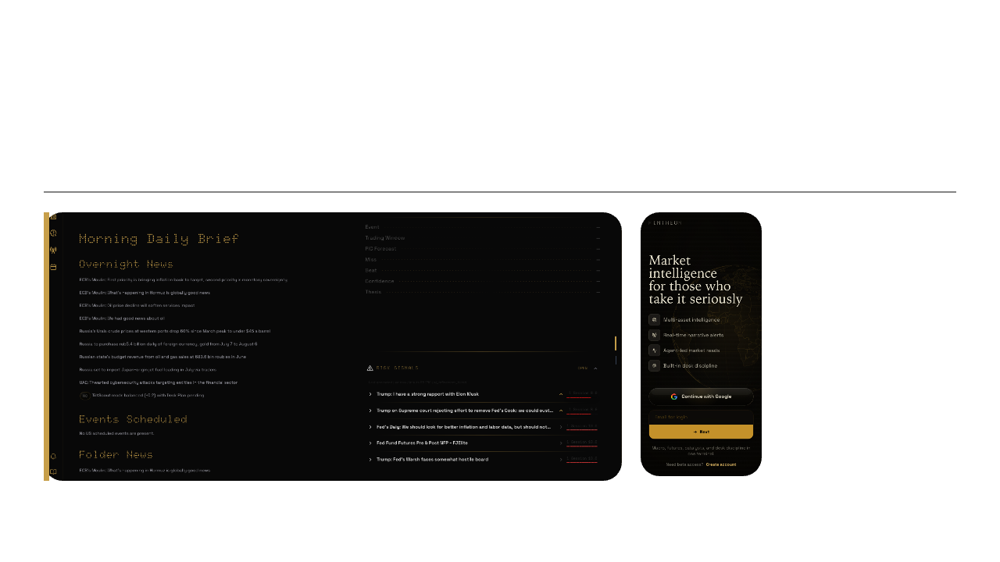 Morning Daily Brief
Overnight News
ECB's Moulin: First priority is bringing inflation back to target, second priority is monetary sovereignty
ECB's Moulin: What's happening in Hormuz is globally good news
ECB's Moulin: Oil price decline will soften services impact
ECB's Moulin: We had good news about oil
Russia's Urals crude prices at western ports drop 60% since March peak to under $45 a barrel
Russia to purchase rub5.4 billion daily of foreign currency, gold from July 7 to August 6
Russian state's budget revenue from oil and gas sales at 683.6 bln roubles in June
Russia set to import Japan-origin jet fuel loading in July via traders
UAE: Thwarted cybersecurity attacks targeting entities in the financial sector
TiltScout reads balanced (-0.2) with Desk Plan pending.
Events Scheduled
No US scheduled events are present.
Folder News
ECB's Moulin: What's happening in Hormuz is globally good news
Event —
Trading Window —
PIC Forecast —
Miss —
Beat —
Confidence —
Thesis —
RISK SIGNALS
OPEN
Trump: I have a strong rapport with Elon Musk
Trump on Supreme court rejecting effort to remove Fed's Cook: we could oust...
Fed's Daly: We should look for better inflation and labor data, but should not...
Fed Fund Futures Pre & Post NFP - FJElite
Trump: Fed's Warsh faces somewhat hostile board
Market
intelligence
for those who
take it seriously
Multi-asset intelligence
Real-time narrative alerts
Agent-led market reads
Built-in desk discipline
Continue with Google
Email for login
→ Next
Macro, futures, catalysts, and desk discipline in
one terminal.
Need beta access? Create account